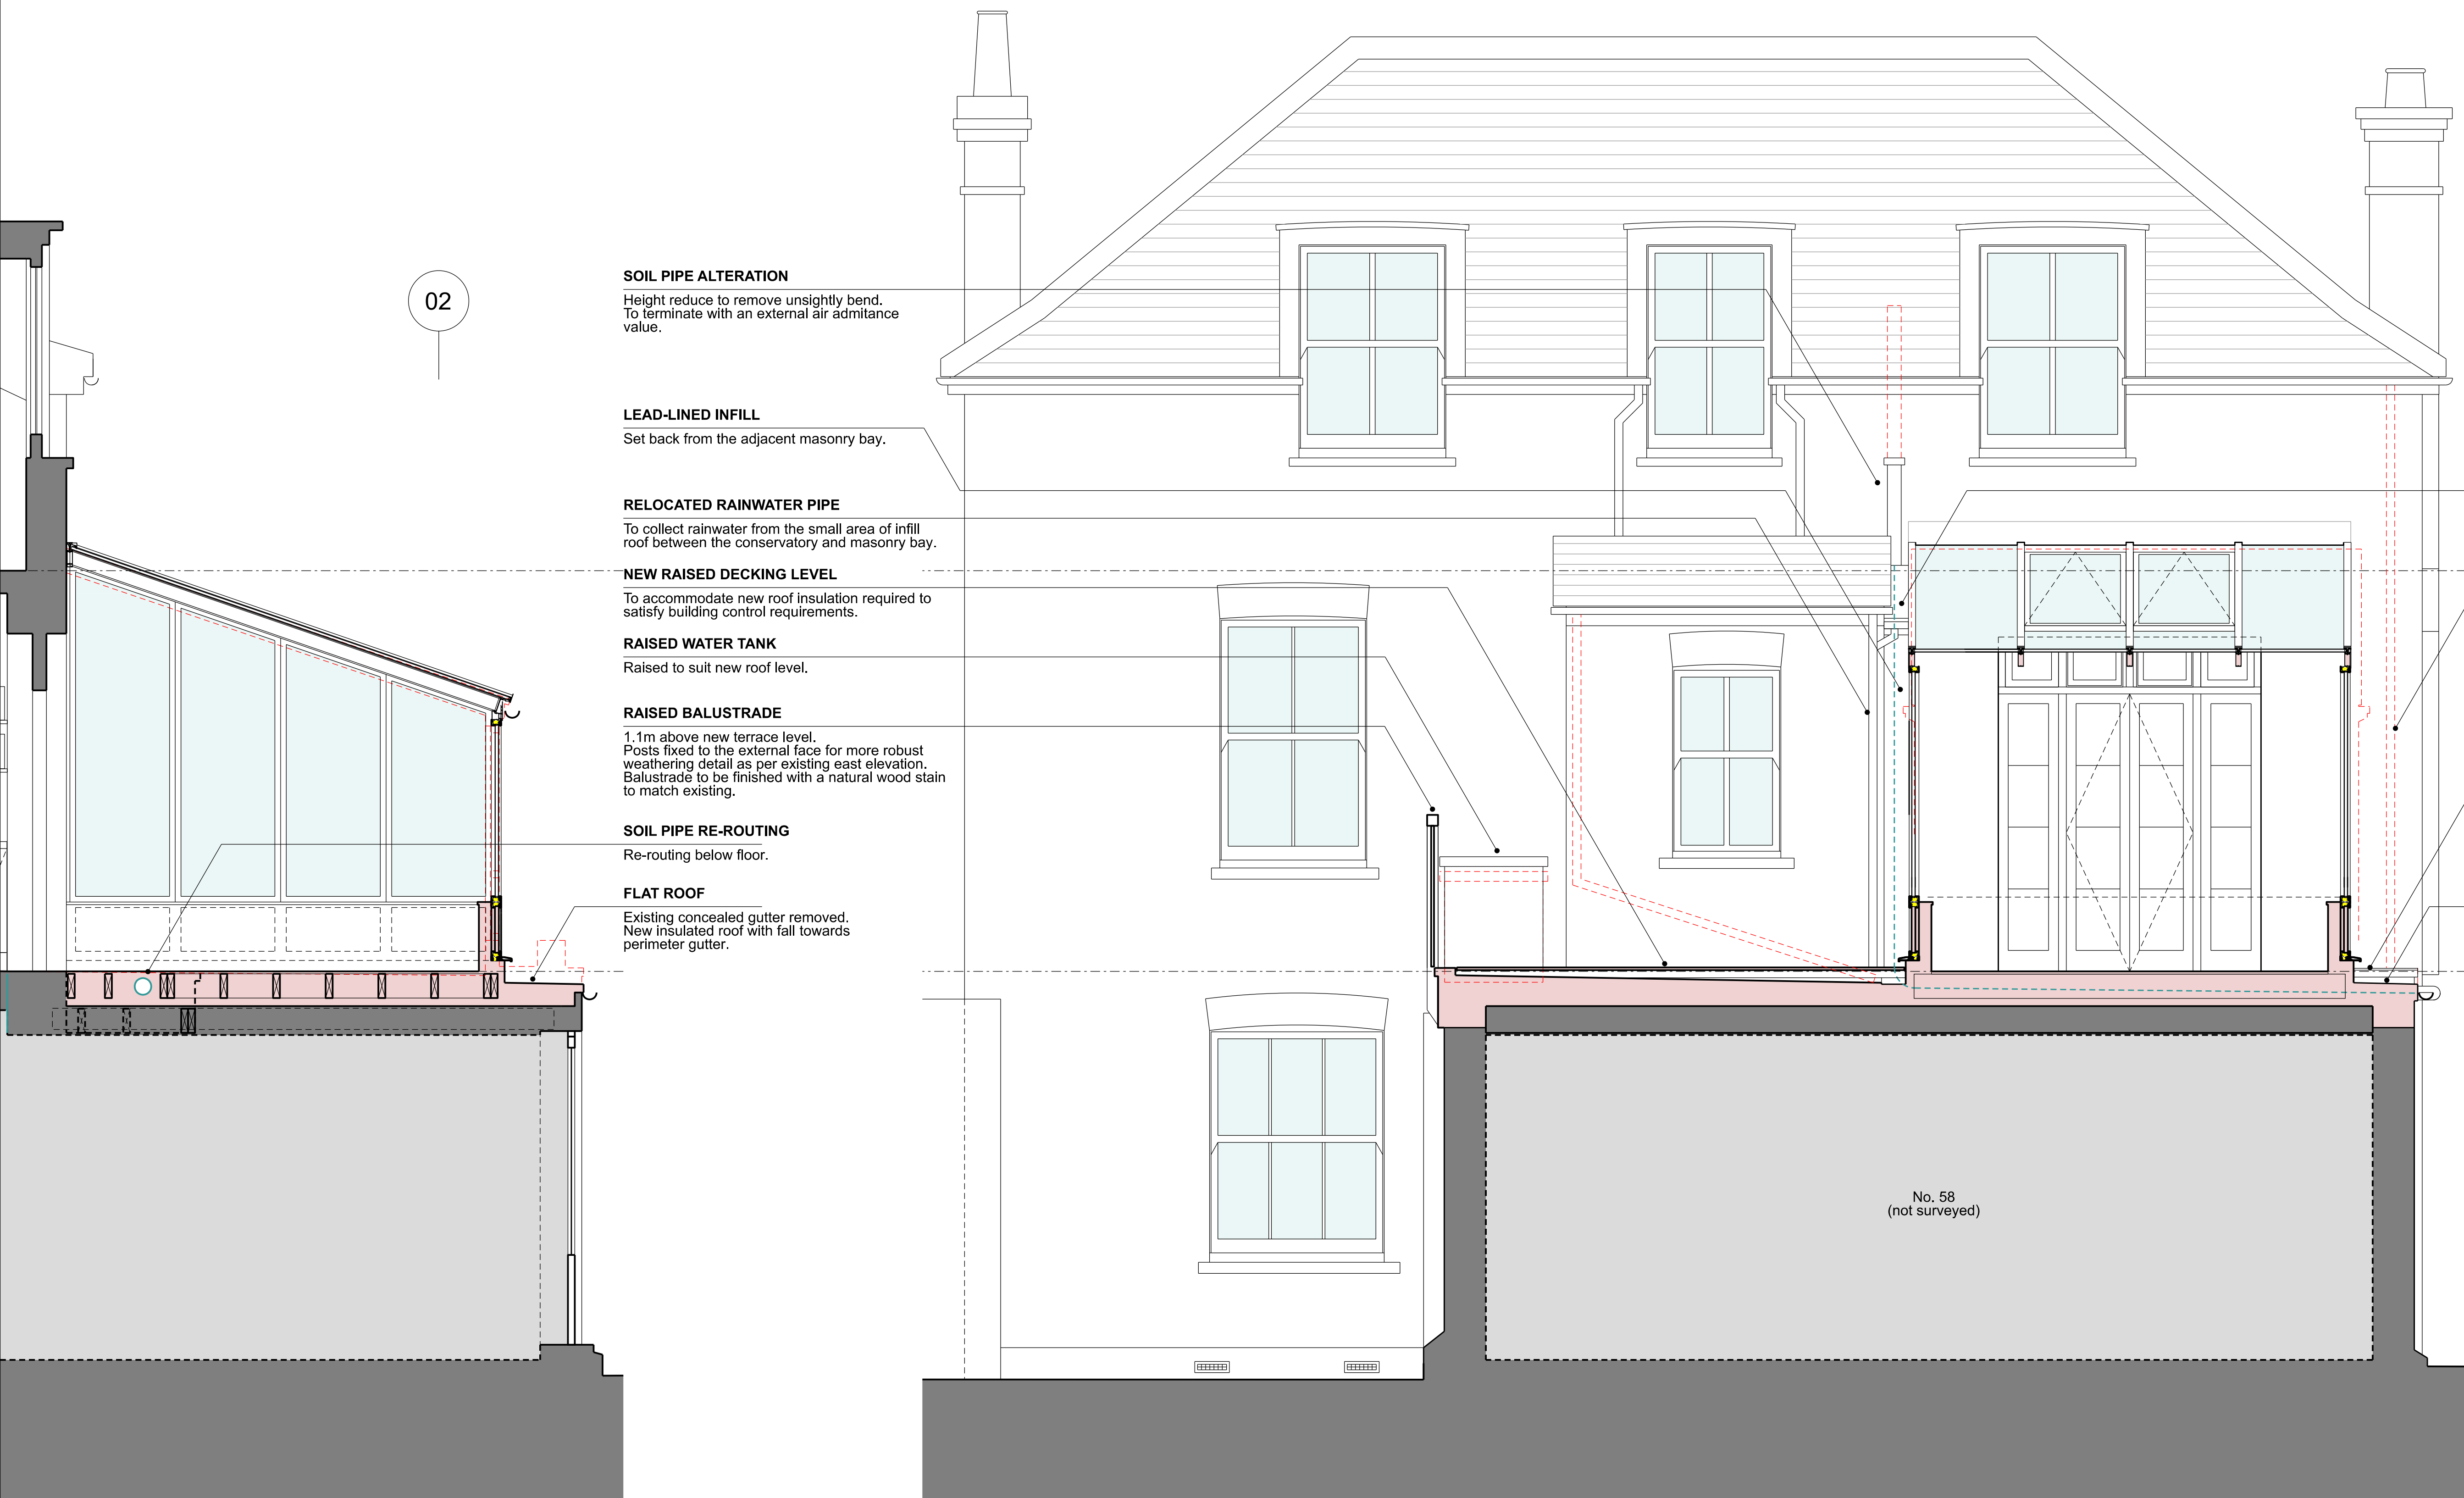 02
SOIL PIPE ALTERATION
Height reduce to remove unsightly bend.
To terminate with an external air admitance
value.
LEAD-LINED INFILL
Set back from the adjacent masonry bay.
RELOCATED RAINWATER PIPE
To collect rainwater from the small area of infill
roof between the conservatory and masonry bay.
NEW RAISED DECKING LEVEL
To accommodate new roof insulation required to
satisfy building control requirements.
RAISED WATER TANK
Raised to suit new roof level.
RAISED BALUSTRADE
1.1m above new terrace level.
Posts fixed to the external face for more robust
weathering detail as per existing east elevation.
Balustrade to be finished with a natural wood stain
to match existing.
SOIL PIPE RE-ROUTING
Re-routing below floor.
FLAT ROOF
Existing concealed gutter removed.
New insulated roof with fall towards
perimeter gutter.
No. 58
(not surveyed)